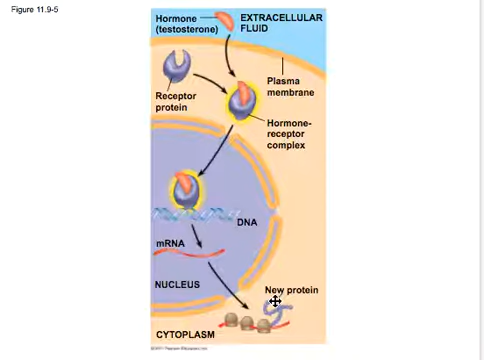 Figure 11.9-5
Hormone
(testosterone)
EXTRACELLULAR
FLUID
Plasma
membrane
Receptor
protein
Hormone-
receptor
complex
DNA
mRNA
NUCLEUS
New protein
CYTOPLASM